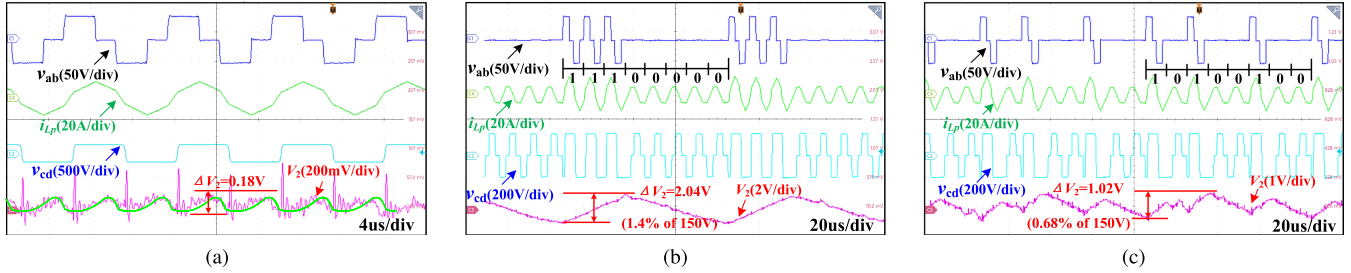 v_ab(50V/div)
i_Lp(20A/div)
v_cd(500V/div)
Δ V_2=0.18V
V_2(200mV/div)
4us/div
(a)
v_ab(50V/div)
1 1 1 0 0 0 0 0
i_Lp(20A/div)
v_cd(200V/div)
Δ V_2=2.04V
V_2(2V/div)
(1.4% of 150V)
20us/div
(b)
v_ab(50V/div)
1 0 1 0 0 1 0 0
i_Lp(20A/div)
v_cd(200V/div)
Δ V_2=1.02V
V_2(1V/div)
(0.68% of 150V)
20us/div
(c)